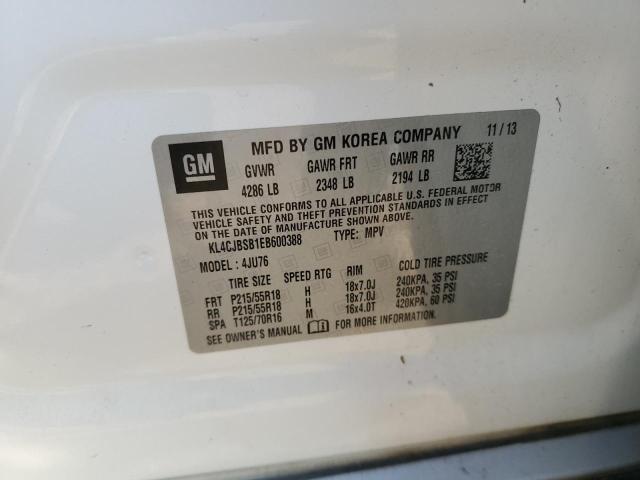 GM
MFD BY GM KOREA COMPANY 11/13
GVWR GAWR FRT GAWR RR
4286 LB 2348 LB 2194 LB
THIS VEHICLE CONFORMS TO ALL APPLICABLE U.S. FEDERAL MOTOR
VEHICLE SAFETY AND THEFT PREVENTION STANDARDS IN EFFECT
ON THE DATE OF MANUFACTURE SHOWN ABOVE.
KL4CJBSB1EB600388 TYPE: MPV
MODEL: 4JU76
TIRE SIZE SPEED RTG RIM COLD TIRE PRESSURE
FRT P215/55R18 H 18x7.0J 240KPA, 35 PSI
RR P215/55R18 H 18x7.0J 240KPA, 35 PSI
SPA T125/70R16 M 16x4.0T 420KPA, 60 PSI
SEE OWNER'S MANUAL FOR MORE INFORMATION.